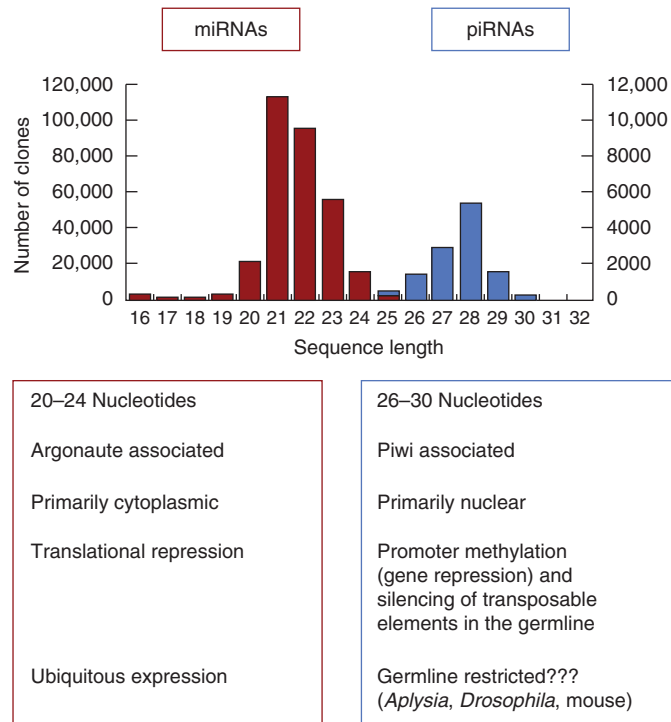 miRNAs
piRNAs
Number of clones
120,000
100,000
80,000
60,000
40,000
20,000
0
12,000
10,000
8000
6000
4000
2000
0
16 17 18 19 20 21 22 23 24 25 26 27 28 29 30 31 32
Sequence length
20–24 Nucleotides
Argonaute associated
Primarily cytoplasmic
Translational repression
Ubiquitous expression
26–30 Nucleotides
Piwi associated
Primarily nuclear
Promoter methylation
(gene repression) and
silencing of transposable
elements in the germline
Germline restricted???
(Aplysia, Drosophila, mouse)